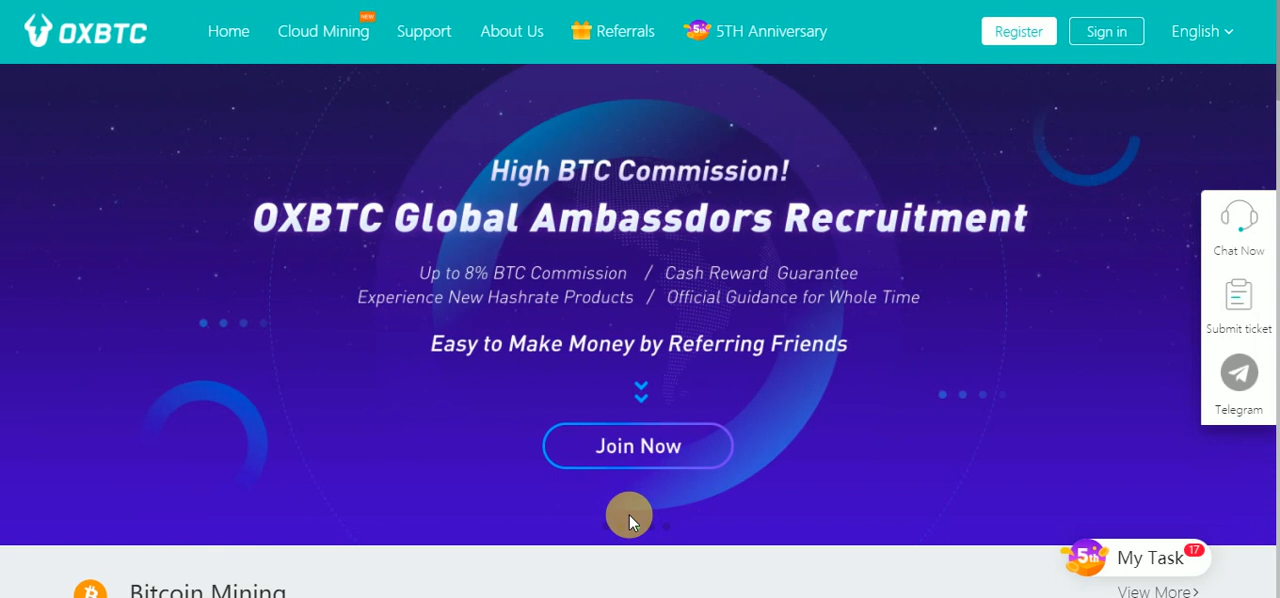 OXBTC
Home
Cloud Mining
NEW
Support
About Us
Referrals
5th
5TH Anniversary
Register
Sign in
English
High BTC Commission!
OXBTC Global Ambassdors Recruitment
Up to 8% BTC Commission / Cash Reward Guarantee
Experience New Hashrate Products / Official Guidance for Whole Time
Easy to Make Money by Referring Friends
Join Now
Chat Now
Submit ticket
Telegram
5th
My Task
17
Bitcoin Mining
View More>